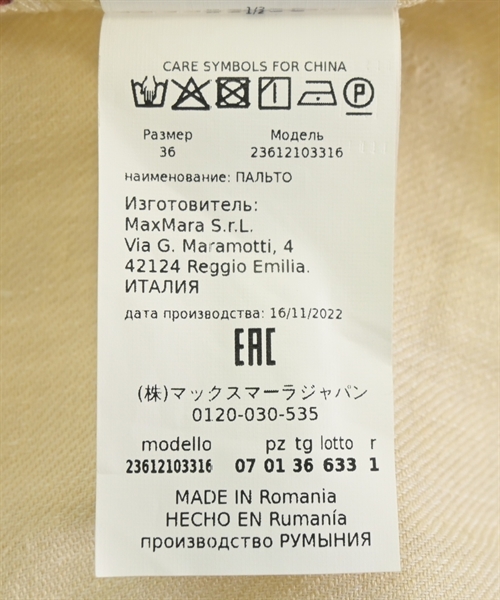 1/3
CARE SYMBOLS FOR CHINA
P
Размер Модель
36 23612103316
наименование: ПАЛЬТО
Изготовитель:
MaxMara S.r.L.
Via G. Maramotti, 4
42124 Reggio Emilia.
ИТАЛИЯ
дата производства: 16/11/2022
EAC
(株)マックスマーラジャパン
0120-030-535
modello pz tg lotto r
23612103316 07 01 36 633 1
MADE IN Romania
HECHO EN Rumanía
производство РУМЫНИЯ